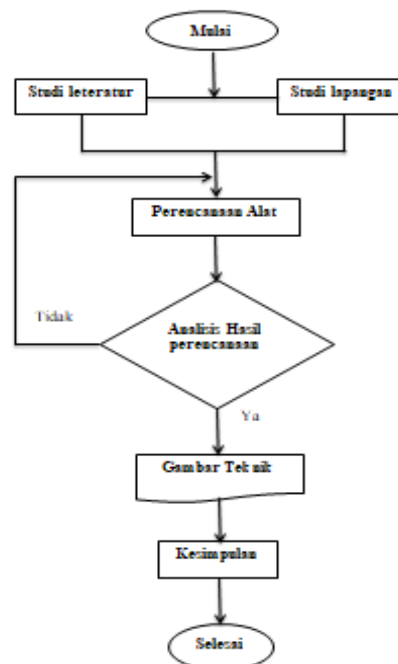 Mulai
Studi leteratur
Studi lapangan
Perencanaan Alat
Tidak
Analisis Hasil
perencanaan
Ya
Gambar Teknik
Kesimpulan
Selesai